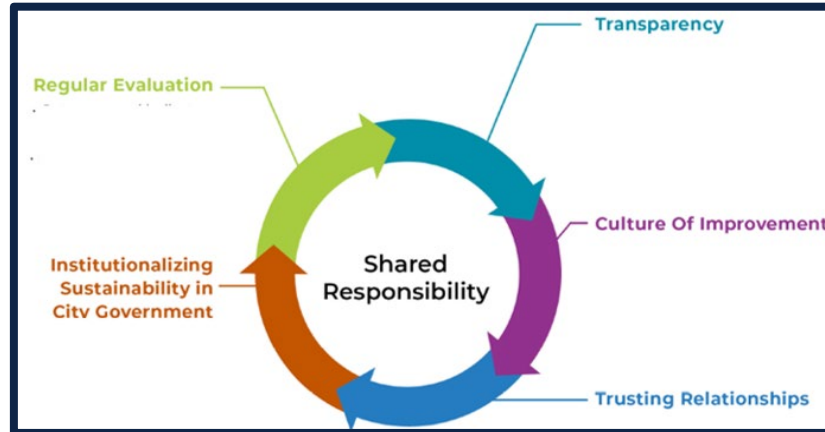 Transparency
Regular Evaluation
Culture Of Improvement
Institutionalizing
Sustainability in
City Government
Shared
Responsibility
Trusting Relationships